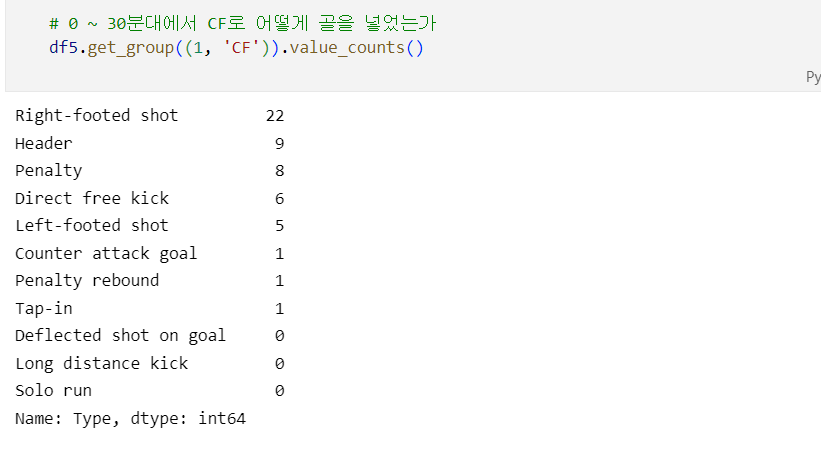 # 0 ~ 30분대에서 CF로 어떻게 골을 넣었는가
df5.get_group((1, 'CF')).value_counts()
Py
Right-footed shot 22
Header 9
Penalty 8
Direct free kick 6
Left-footed shot 5
Counter attack goal 1
Penalty rebound 1
Tap-in 1
Deflected shot on goal 0
Long distance kick 0
Solo run 0
Name: Type, dtype: int64